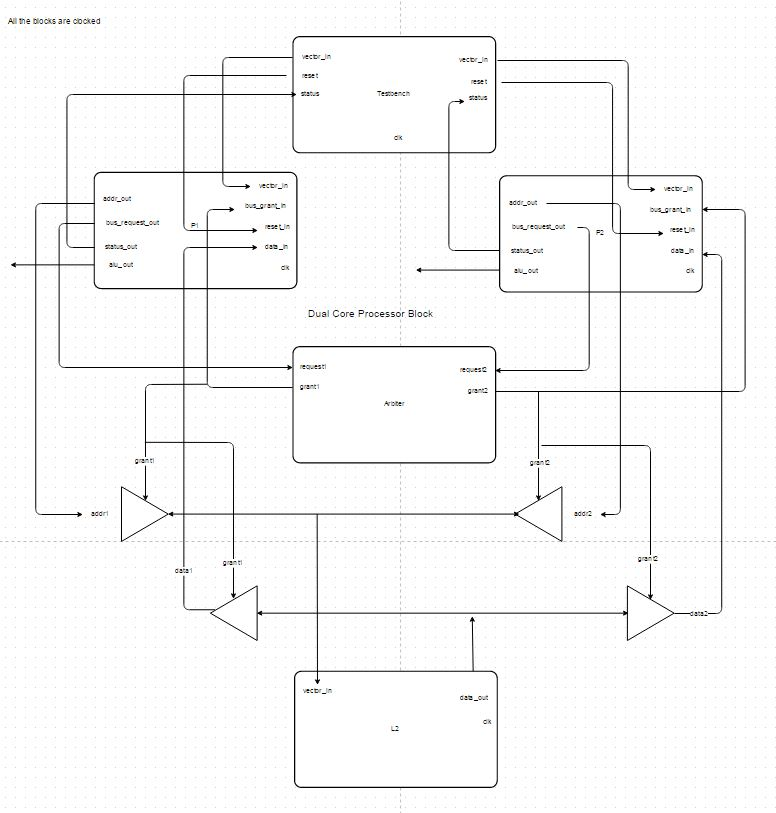 All the blocks are clocked
vector_in
reset
status
Testbench
clk
vector_in
reset
status
addr_out
bus_request_out
status_out
alu_out
P1
vector_in
bus_grant_in
reset_in
data_in
clk
addr_out
bus_request_out
status_out
alu_out
P2
vector_in
bus_grant_in
reset_in
data_in
clk
Dual Core Processor Block
request1
grant1
Arbiter
request2
grant2
grant1
grant2
addr1
addr2
grant1
grant2
data1
data2
vector_in
data_out
clk
L2